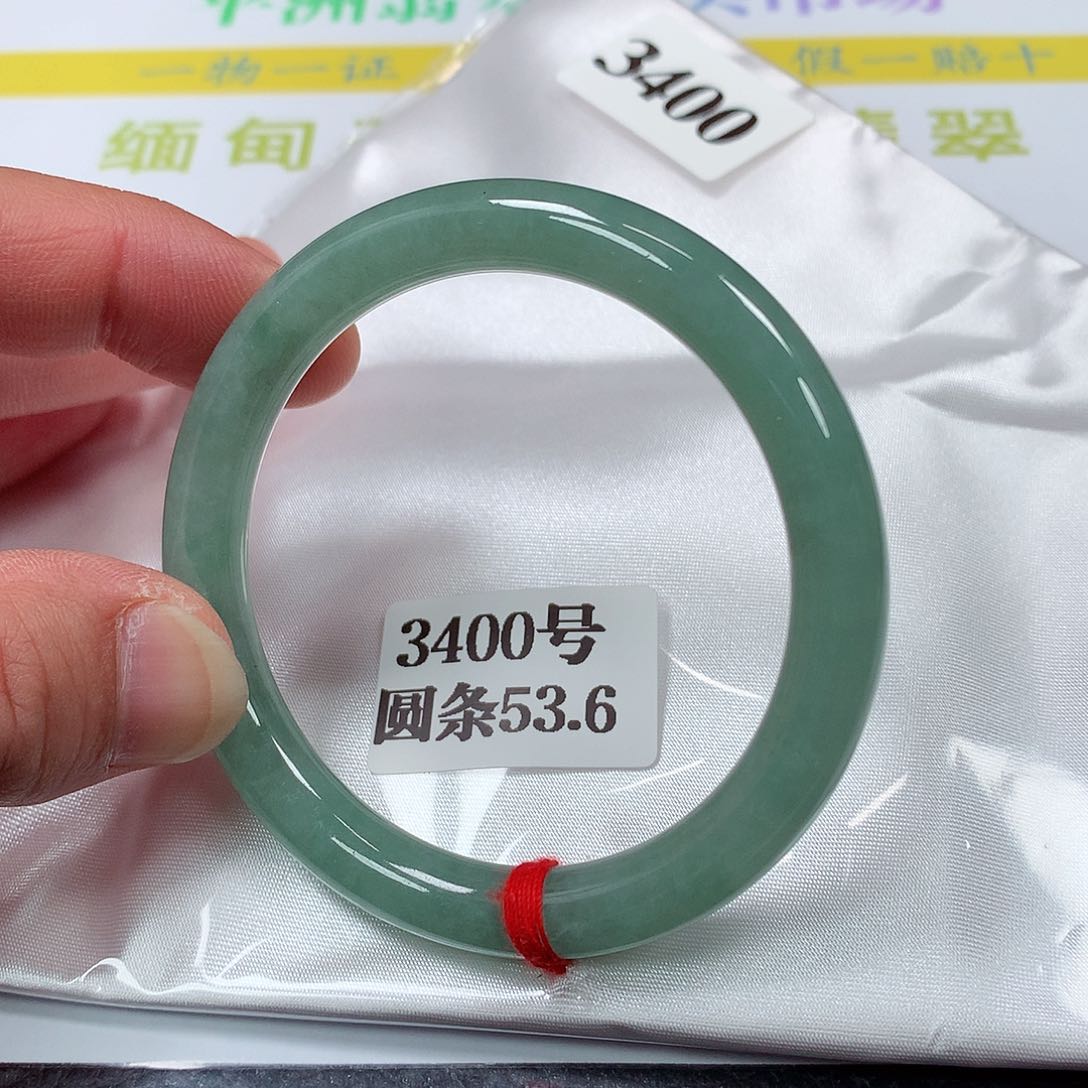 一物一证 假一赔十
缅甸 翠
3400
3400号
圆条53.6